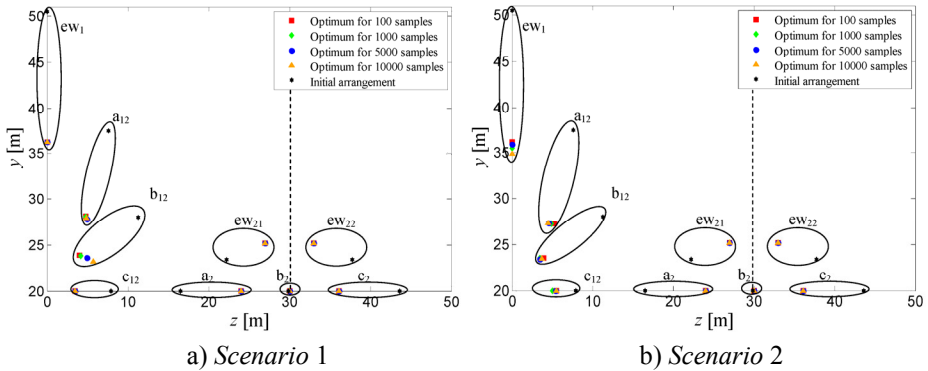 Optimum for 100 samples
Optimum for 1000 samples
Optimum for 5000 samples
Optimum for 10000 samples
Initial arrangement
50
45
40
35
30
25
20
y [m]
ew1
a12
b12
ew21
ew22
c12
a2
b2
c2
0
10
20
30
40
50
z [m]
a) Scenario 1
Optimum for 100 samples
Optimum for 1000 samples
Optimum for 5000 samples
Optimum for 10000 samples
Initial arrangement
50
45
40
35
30
25
20
y [m]
ew1
a12
b12
ew21
ew22
c12
a2
b2
c2
0
10
20
30
40
50
z [m]
b) Scenario 2